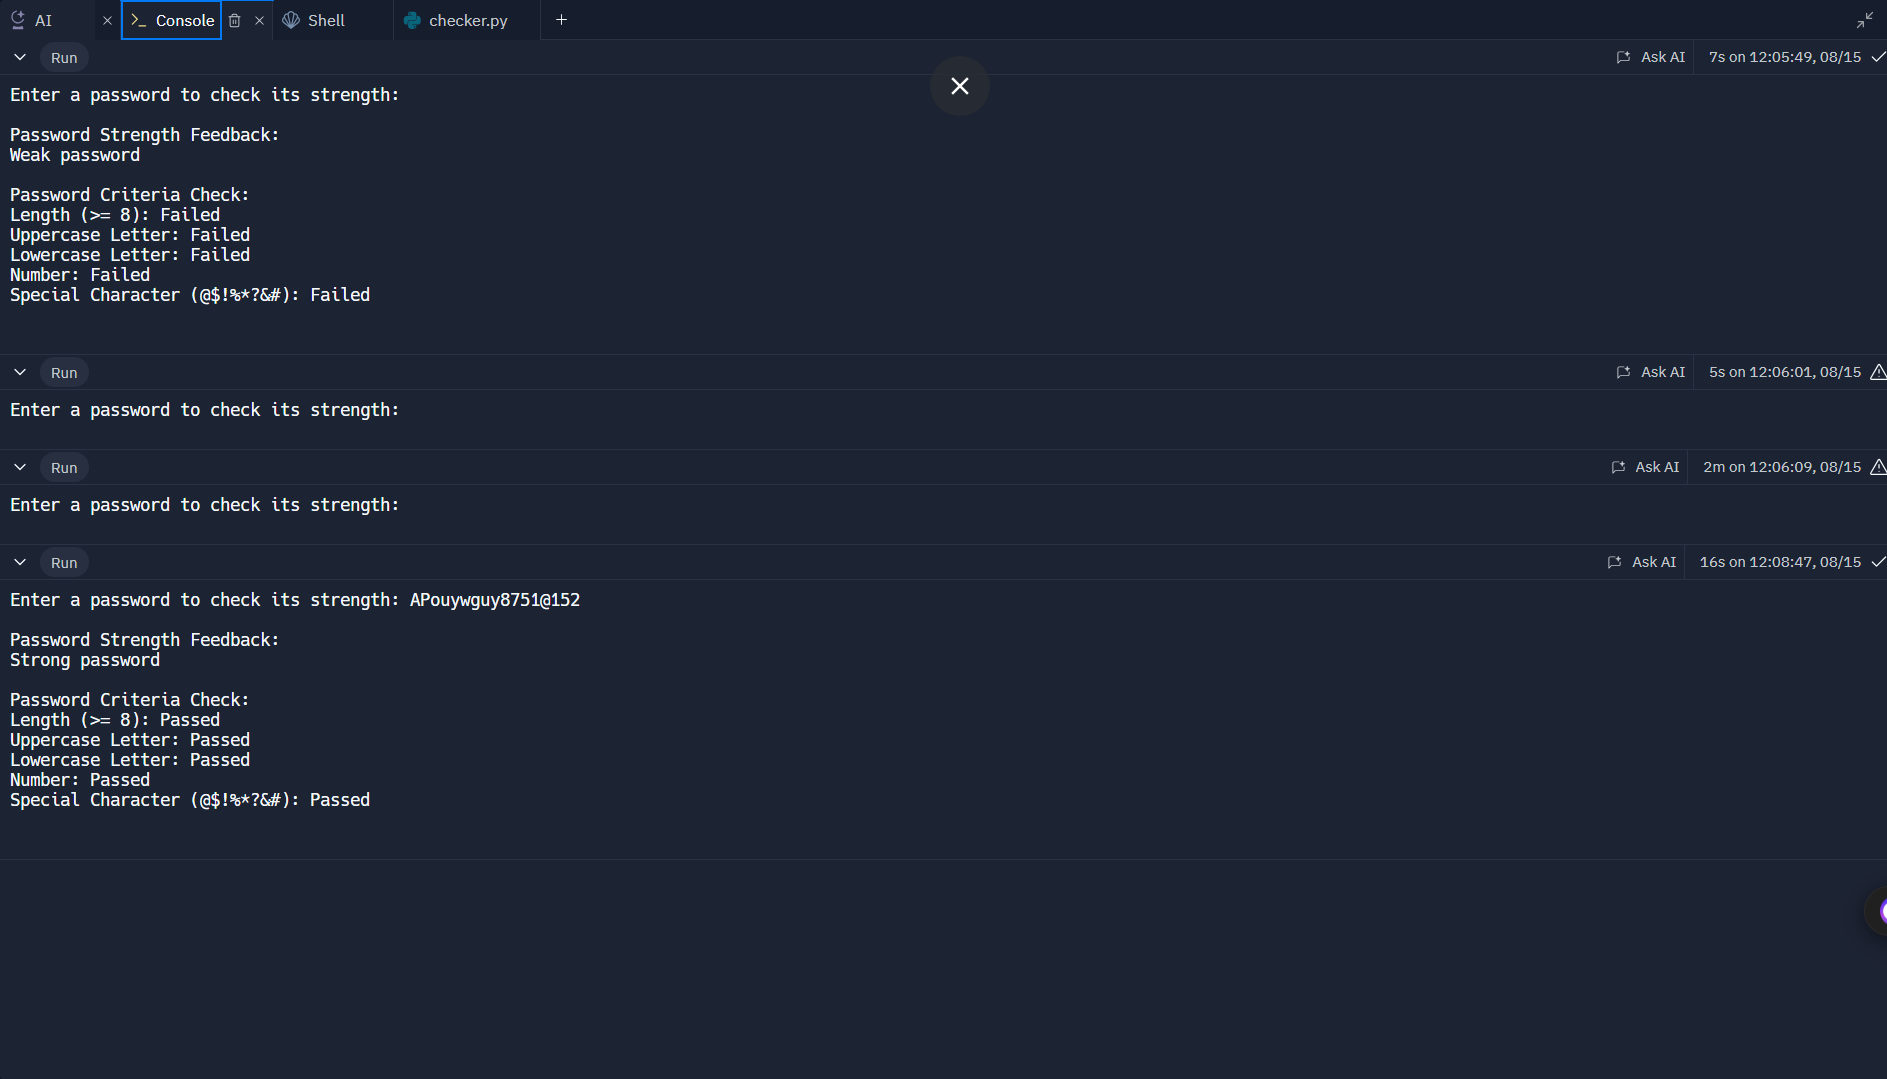 AI
Console
Shell
checker.py
Run
Ask AI
7s on 12:05:49, 08/15
Enter a password to check its strength:
Password Strength Feedback:
Weak password
Password Criteria Check:
Length (>= 8): Failed
Uppercase Letter: Failed
Lowercase Letter: Failed
Number: Failed
Special Character (@$!%*?&#): Failed
Run
Ask AI
5s on 12:06:01, 08/15
Enter a password to check its strength:
Run
Ask AI
2m on 12:06:09, 08/15
Enter a password to check its strength:
Run
Ask AI
16s on 12:08:47, 08/15
Enter a password to check its strength: APouywguy8751@152
Password Strength Feedback:
Strong password
Password Criteria Check:
Length (>= 8): Passed
Uppercase Letter: Passed
Lowercase Letter: Passed
Number: Passed
Special Character (@$!%*?&#): Passed